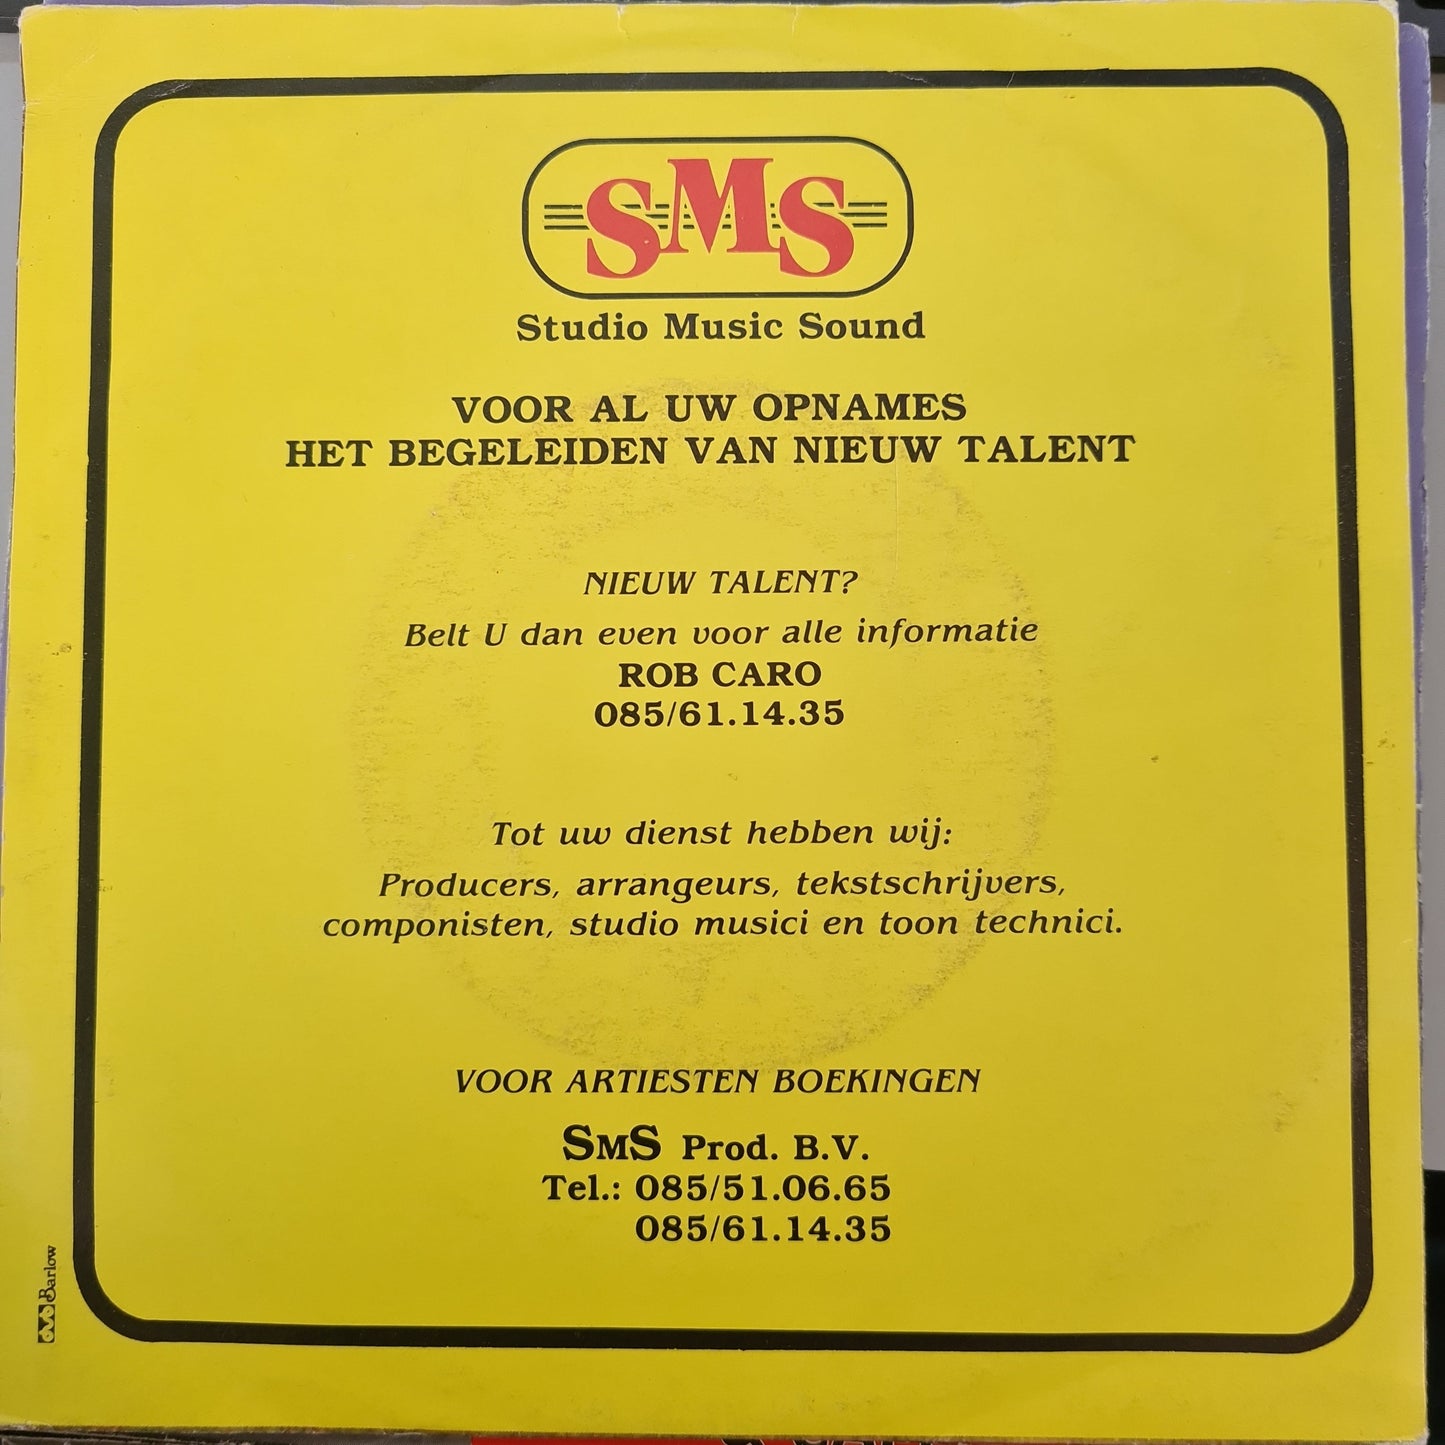 SMS
Studio Music Sound
VOOR AL UW OPNAMES
HET BEGELEIDEN VAN NIEUW TALENT
NIEUW TALENT?
Belt U dan even voor alle informatie
ROB CARO
085/61.14.35
Tot uw dienst hebben wij:
Producers, arrangeurs, tekstschrijvers,
componisten, studio musici en toon technici.
VOOR ARTIESTEN BOEKINGEN
SMS Prod. B.V.
Tel.: 085/51.06.65
085/61.14.35
Barlow